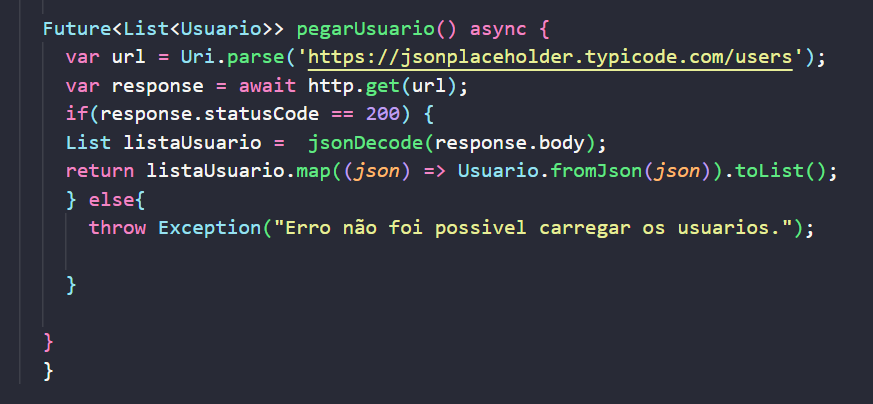 Future<List<Usuario>> pegarUsuario() async {
var url = Uri.parse('https://jsonplaceholder.typicode.com/users');
var response = await http.get(url);
if(response.statusCode == 200) {
List listaUsuario =  jsonDecode(response.body);
return listaUsuario.map((json) => Usuario.fromJson(json)).toList();
} else{
throw Exception("Erro não foi possivel carregar os usuarios.");
}
}
}